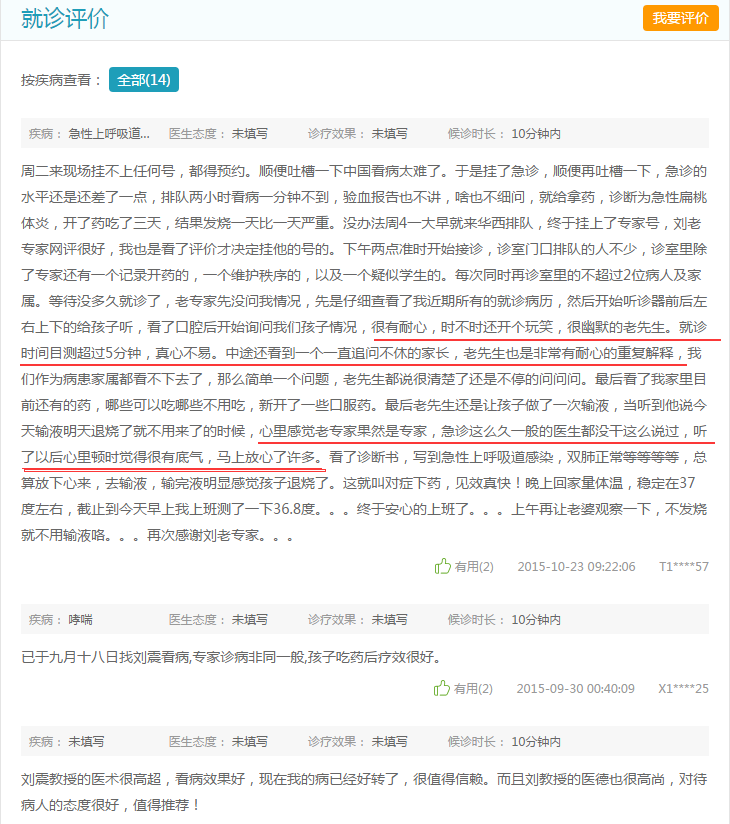 就诊评价
我要评价
按疾病查看： 全部(14)
疾病： 急性上呼吸道... 医生态度： 未填写 诊疗效果： 未填写 候诊时长： 10分钟内
周二来现场挂不上任何号，都得预约。顺便吐槽一下中国看病太难了。于是挂了急诊，顺便再吐槽一下，急诊的
水平还是还差了一点，排队两小时看病一分钟不到，验血报告也不讲，啥也不细问，就给拿药，诊断为急性扁桃
体炎，开了药吃了三天，结果发烧一天比一天严重。没办法周4一大早就来华西排队，终于挂上了专家号，刘老
专家网评很好，我也是看了评价才决定挂他的号的。下午两点准时开始接诊，诊室门口排队的人不少，诊室里除
了专家还有一个记录开药的，一个维护秩序的，以及一个疑似学生的。每次同时再诊室里的不超过2位病人及家
属。等待没多久就诊了，老专家先没问我情况，先是仔细查看了我近期所有的就诊病历，然后开始听诊器前后左
右上下的给孩子听，看了口腔后开始询问我们孩子情况，很有耐心，时不时还开个玩笑，很幽默的老先生。就诊
时间目测超过5分钟，真心不易。中途还看到一个一直追问不休的家长，老先生也是非常有耐心的重复解释，我
们作为病患家属都看不下去了，那么简单一个问题，老先生都说很清楚了还是不停的问问问。最后看了我家里目
前还有的药，哪些可以吃哪些不用吃，新开了一些口服药。最后老先生还是让孩子做了一次输液，当听到他说今
天输液明天退烧了就不用来了的时候，心里感觉老专家果然是专家，急诊这么久一般的医生都没干这么说过，听
了以后心里顿时觉得很有底气，马上放心了许多。看了诊断书，写到急性上呼吸道感染，双肺正常等等等等，总
算放下心来，去输液，输完液明显感觉孩子退烧了。这就叫对症下药，见效真快！晚上回家量体温，稳定在37
度左右，截止到今天早上我上班测了一下36.8度。。。终于安心的上班了。。。上午再让老婆观察一下，不发烧
就不用输液咯。。。再次感谢刘老专家。。。
有用(2) 2015-10-23 09:22:06 T1****57
疾病： 哮喘 医生态度： 未填写 诊疗效果： 未填写 候诊时长： 10分钟内
已于九月十八日找刘震看病,专家诊病非同一般,孩子吃药后疗效很好。
有用(2) 2015-09-30 00:40:09 X1****25
疾病： 未填写 医生态度： 未填写 诊疗效果： 未填写 候诊时长： 10分钟内
刘震教授的医术很高超，看病效果好，现在我的病已经好转了，很值得信赖。而且刘教授的医德也很高尚，对待
病人的态度很好，值得推荐！